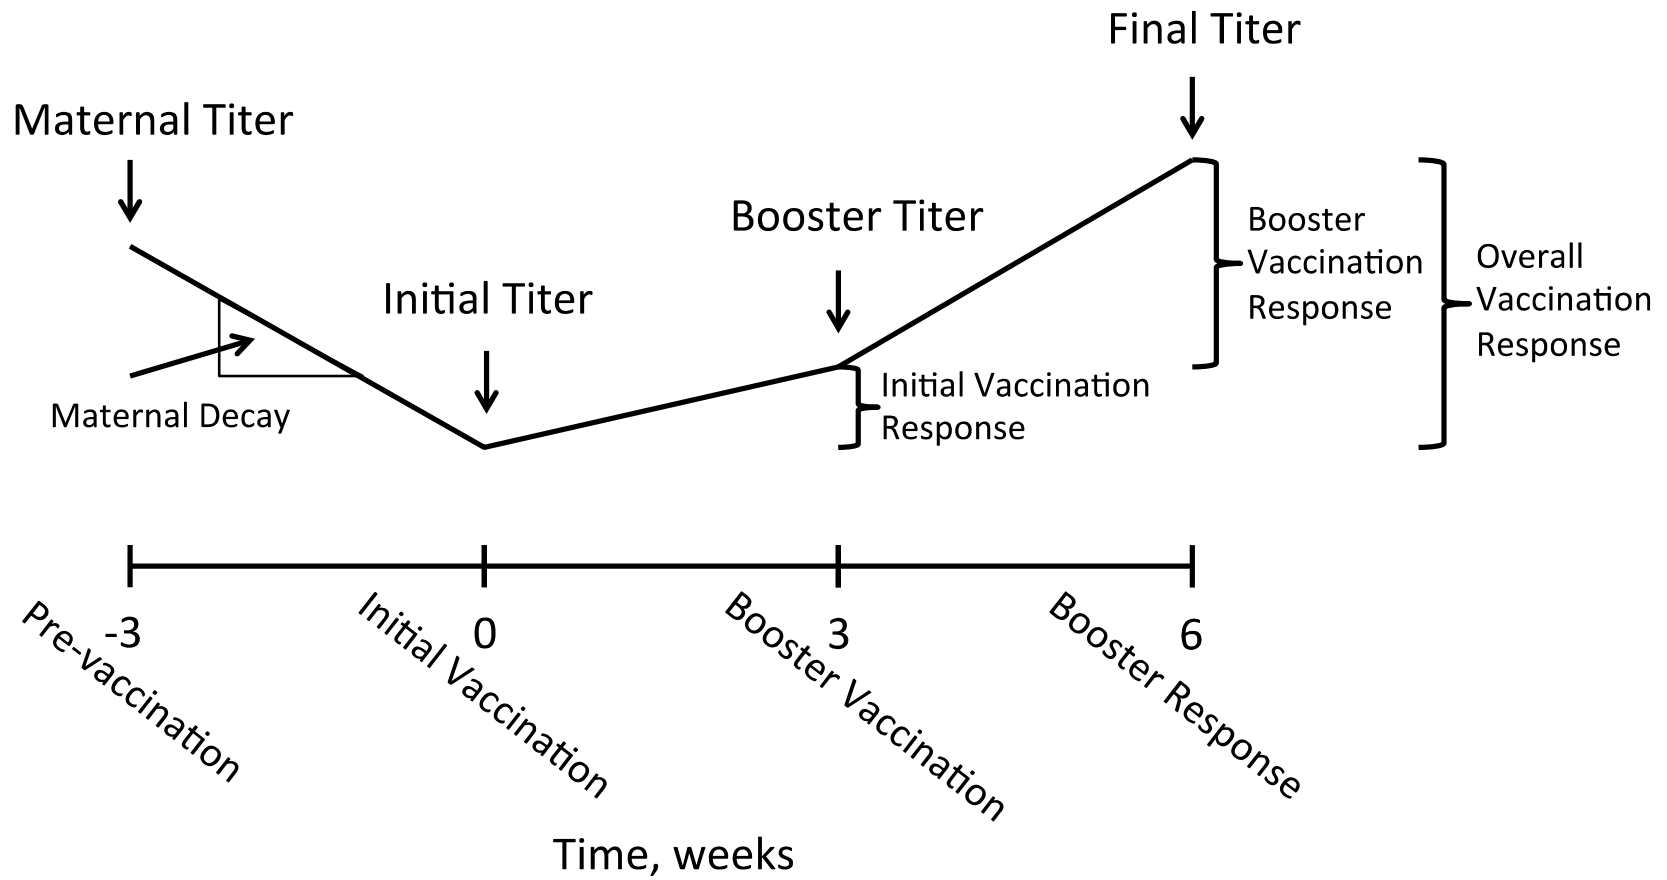 Final Titer
Maternal Titer
Booster Titer
Initial Titer
Booster
Vaccination
Response
Overall
Vaccination
Response
Maternal Decay
Initial Vaccination
Response
-3
0
3
6
Pre-vaccination
Initial Vaccination
Booster Vaccination
Booster Response
Time, weeks